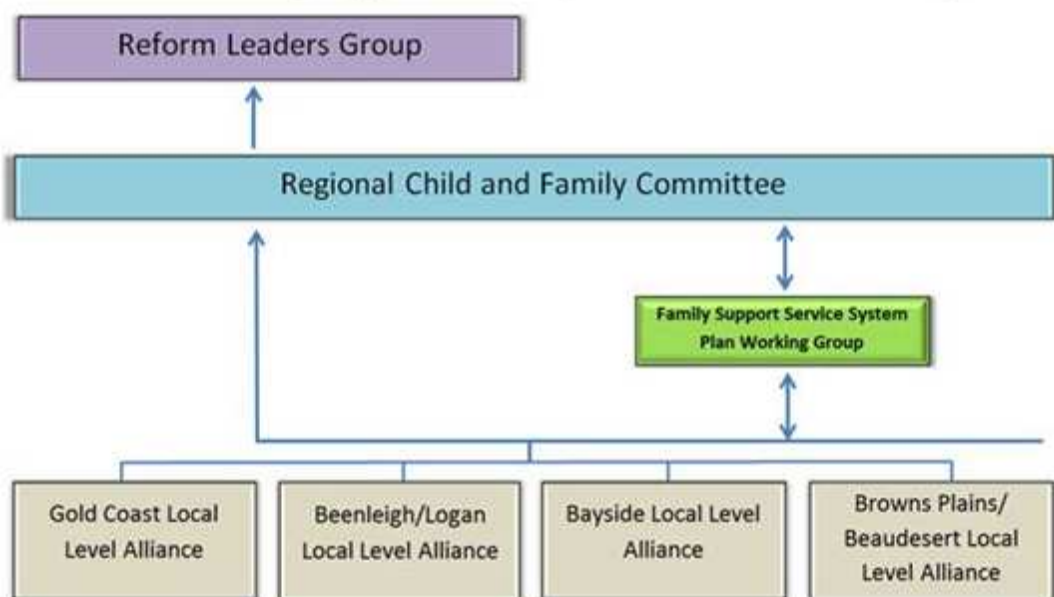 Reform Leaders Group
Regional Child and Family Committee
Family Support Service System
Plan Working Group
Gold Coast Local
Level Alliance
Beenleigh/Logan
Local Level Alliance
Bayside Local Level
Alliance
Browns Plains/
Beaudesert Local
Level Alliance